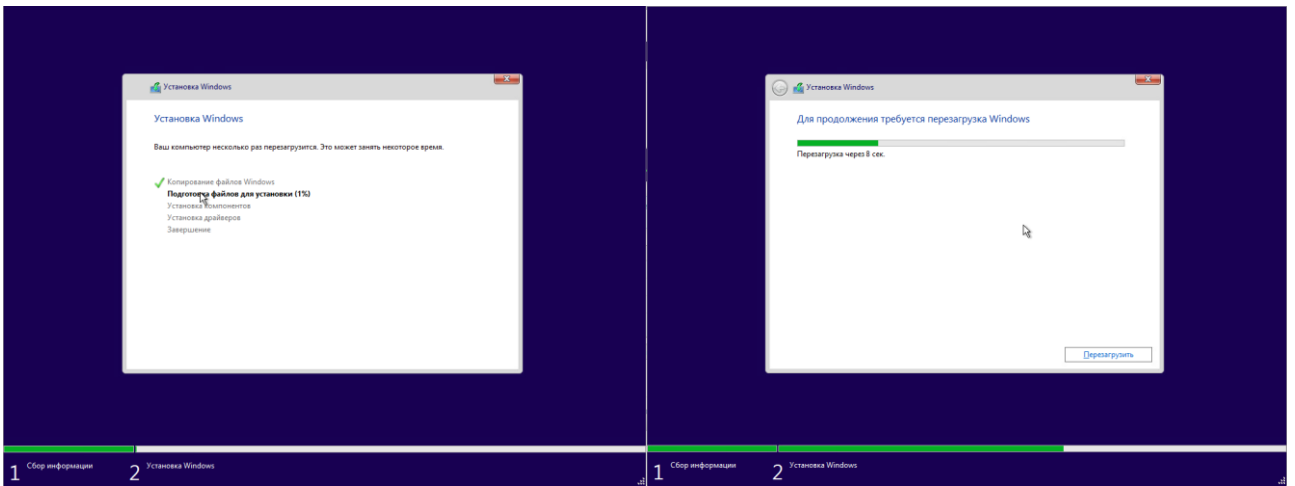 Установка Windows
Установка Windows
Ваш компьютер несколько раз перезагрузится. Это может занять некоторое время.
Копирование файлов Windows
Подготовка файлов для установки (1%)
Установка компонентов
Установка драйверов
Завершение
1 Сбор информации
2 Установка Windows
Установка Windows
Для продолжения требуется перезагрузка Windows
Перезагрузка через 8 сек.
Перезагрузить
1 Сбор информации
2 Установка Windows